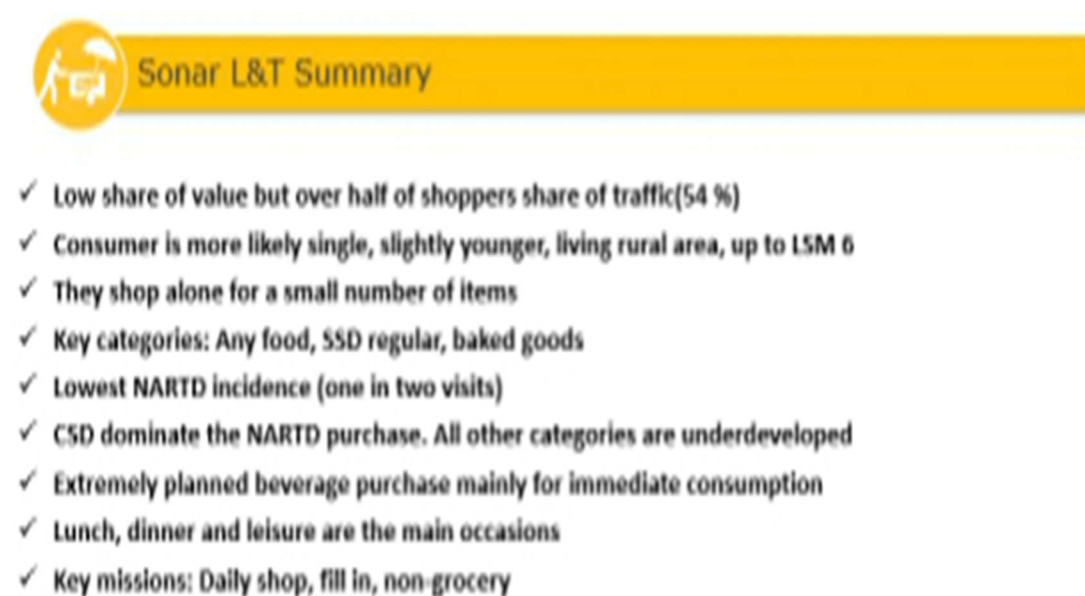 Sonar L&T Summary
✓ Low share of value but over half of shoppers share of traffic(54 %)
✓ Consumer is more likely single, slightly younger, living rural area, up to LSM 6
✓ They shop alone for a small number of items
✓ Key categories: Any food, SSD regular, baked goods
✓ Lowest NARTD incidence (one in two visits)
✓ CSD dominate the NARTD purchase. All other categories are underdeveloped
✓ Extremely planned beverage purchase mainly for immediate consumption
✓ Lunch, dinner and leisure are the main occasions
✓ Key missions: Daily shop, fill in, non-grocery